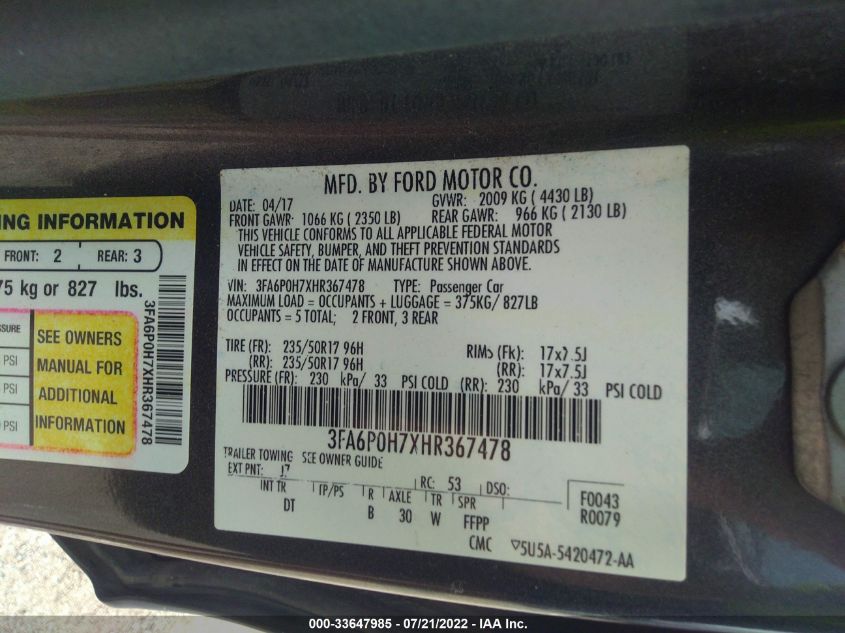 ING INFORMATION
FRONT: 2 REAR: 3
75 kg or 827 lbs.
SSURE
PSI
PSI
PSI
SEE OWNERS
MANUAL FOR
ADDITIONAL
INFORMATION
3FA6P0H7XHR367478
MFD. BY FORD MOTOR CO.
DATE: 04/17 GVWR: 2009 KG ( 4430 LB)
FRONT GAWR: 1066 KG ( 2350 LB) REAR GAWR: 966 KG ( 2130 LB)
THIS VEHICLE CONFORMS TO ALL APPLICABLE FEDERAL MOTOR
VEHICLE SAFETY, BUMPER, AND THEFT PREVENTION STANDARDS
IN EFFECT ON THE DATE OF MANUFACTURE SHOWN ABOVE.
VIN: 3FA6P0H7XHR367478 TYPE: Passenger Car
MAXIMUM LOAD = OCCUPANTS + LUGGAGE = 375KG/ 827LB
OCCUPANTS = 5 TOTAL; 2 FRONT, 3 REAR
TIRE (FR): 235/50R17 96H RIMS (FR): 17x7.5J
(RR): 235/50R17 96H (RR): 17x7.5J
PRESSURE (FR): 230 kPa/ 33 PSI COLD (RR): 230 kPa/ 33 PSI COLD
3FA6P0H7XHR367478
TRAILER TOWING SEE OWNER GUIDE
EXT PNT: J7 RC: 53 DSO:
INT TR TP/PS R AXLE TR SPR F0043
DT B 30 W FFPP R0079
CMC 5U5A-5420472-AA
000-33647985 - 07/21/2022 - IAA Inc.